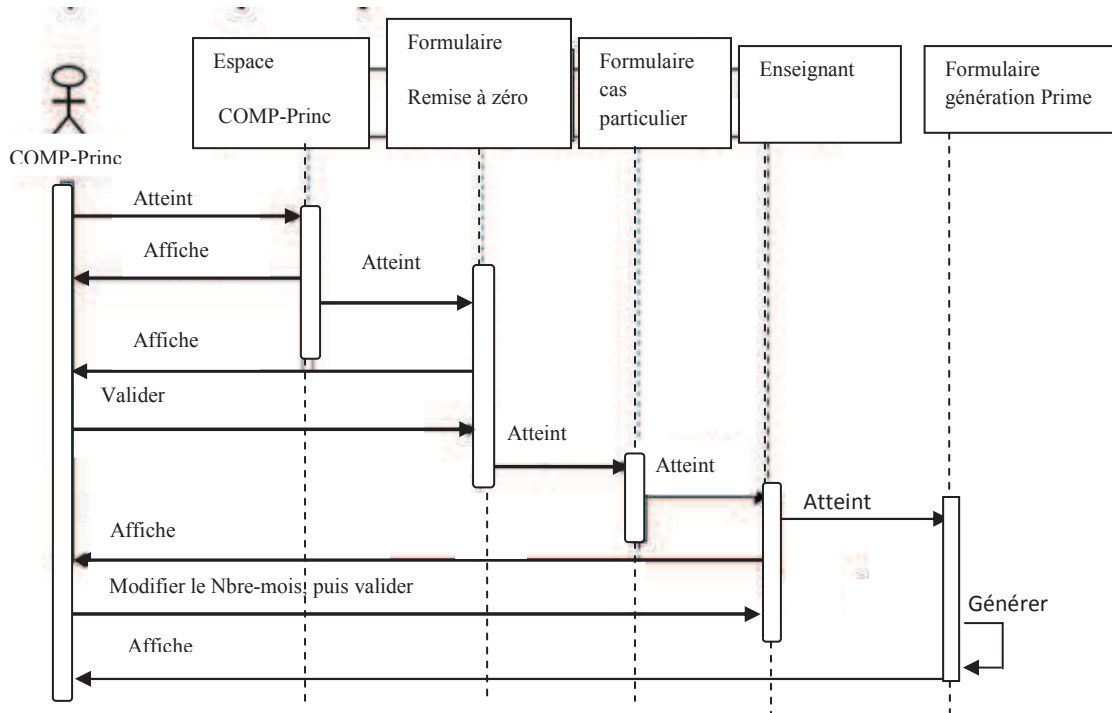 Espace
COMP-Princ
Formulaire
Remise à zéro
Formulaire
cas
particulier
Enseignant
Formulaire
génération Prime
COMP-Princ
Atteint
Affiche
Atteint
Affiche
Valider
Atteint
Atteint
Atteint
Affiche
Modifier le Nbre-mois, puis valider
Générer
Affiche